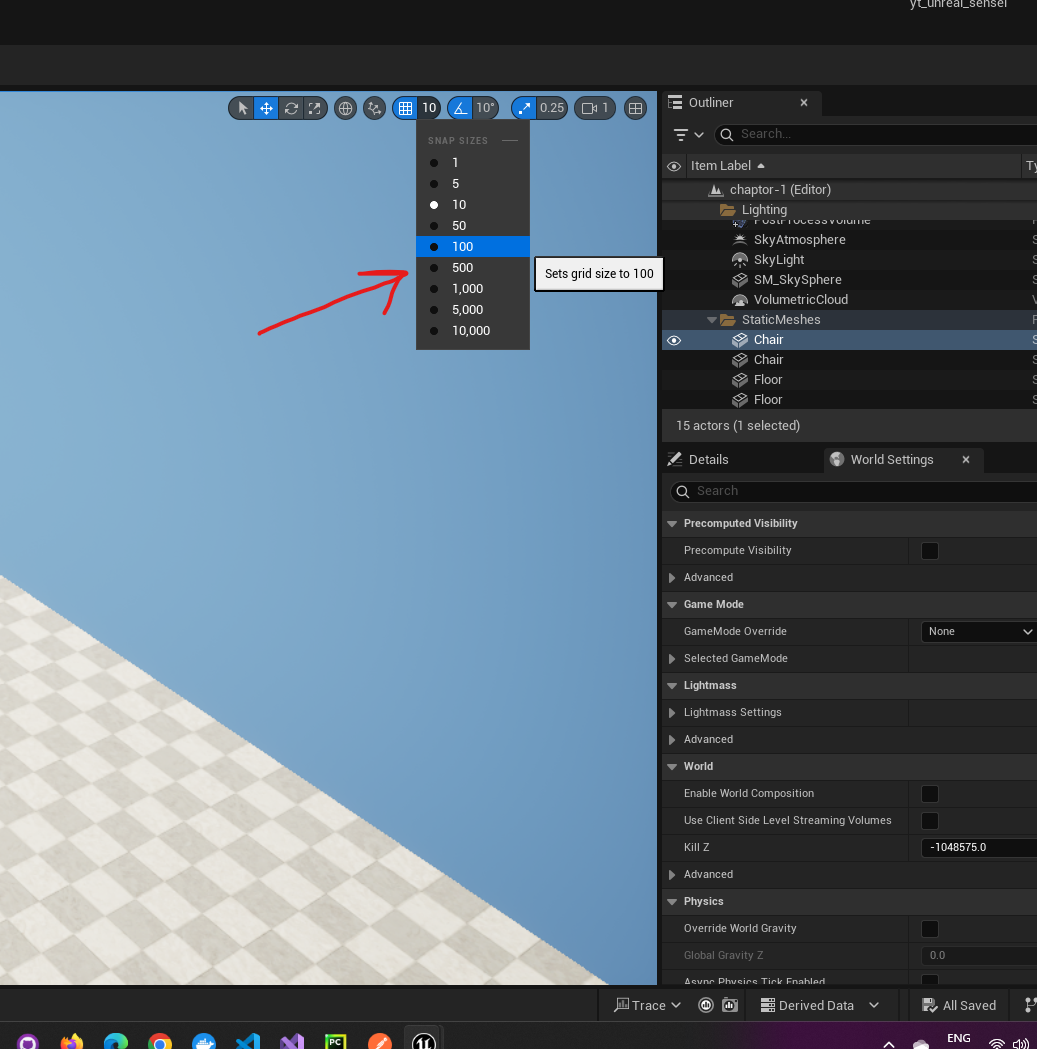 yt_unreal_sensei
10
10°
0.25
1
Outliner
Search...
Item Label
Ty
SNAP SIZES
1
5
10
50
100
500
1,000
5,000
10,000
Sets grid size to 100
chaptor-1 (Editor)
Lighting
PostProcessVolume
SkyAtmosphere
SkyLight
SM_SkySphere
VolumetricCloud
StaticMeshes
Chair
Chair
Floor
Floor
15 actors (1 selected)
Details
World Settings
Search
Precomputed Visibility
Precompute Visibility
Advanced
Game Mode
GameMode Override
None
Selected GameMode
Lightmass
Lightmass Settings
Advanced
World
Enable World Composition
Use Client Side Level Streaming Volumes
Kill Z
-1048575.0
Advanced
Physics
Override World Gravity
Global Gravity Z
0.0
Async Physics Tick Enabled
Trace
Derived Data
All Saved
PC
ENG